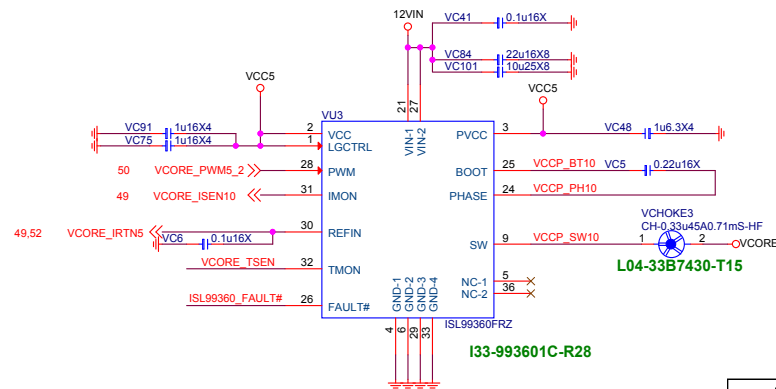 12VIN
VC41 0.1u16X
VC84 22u16X8
VC101 10u25X8
VCC5
VCC5
21
27
VU3
VC91 1u16X4
VC75 1u16X4
2 VCC
1 LGCTRL
VIN-1
VIN-2
PVCC 3
VC48 1u6.3X4
50 VCORE_PWM5_2 28 PWM
BOOT 25 VCCP_BT10 VC5 0.22u16X
49 VCORE_ISEN10 31 IMON
PHASE 24 VCCP_PH10
VCHOKE3
CH-0.33u45A0.71mS-HF
49,52 VCORE_IRTN5 30 REFIN
VC6 0.1u16X
SW 9 VCCP_SW10 1 2 VCORE
L04-33B7430-T15
VCORE_TSEN 32 TMON
NC-1 5
NC-2 36
ISL99360_FAULT# 26 FAULT#
GND-1
GND-2
GND-3
GND-4
ISL99360FRZ
4
6
29
33
I33-993601C-R28